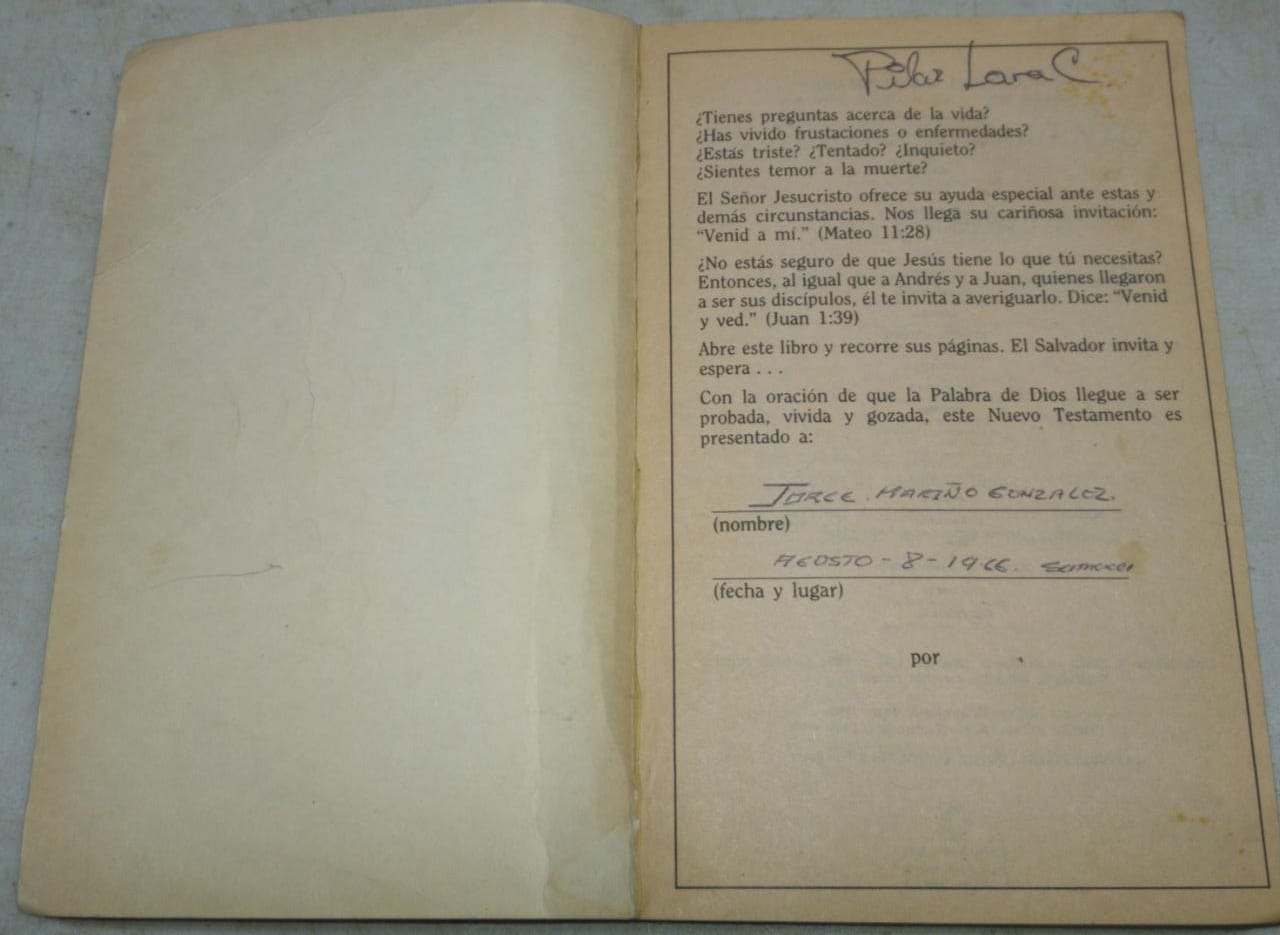 Pilar Lara C
¿Tienes preguntas acerca de la vida?
¿Has vivido frustaciones o enfermedades?
¿Estás triste? ¿Tentado? ¿Inquieto?
¿Sientes temor a la muerte?
El Señor Jesucristo ofrece su ayuda especial ante estas y
demás circunstancias. Nos llega su cariñosa invitación:
“Venid a mí.” (Mateo 11:28)
¿No estás seguro de que Jesús tiene lo que tú necesitas?
Entonces, al igual que a Andrés y a Juan, quienes llegaron
a ser sus discípulos, él te invita a averiguarlo. Dice: “Venid
y ved.” (Juan 1:39)
Abre este libro y recorre sus páginas. El Salvador invita y
espera . . .
Con la oración de que la Palabra de Dios llegue a ser
probada, vivida y gozada, este Nuevo Testamento es
presentado a:
JORGE MARIÑO GONZALEZ.
(nombre)
AGOSTO - 8 -
(fecha y lugar)
por